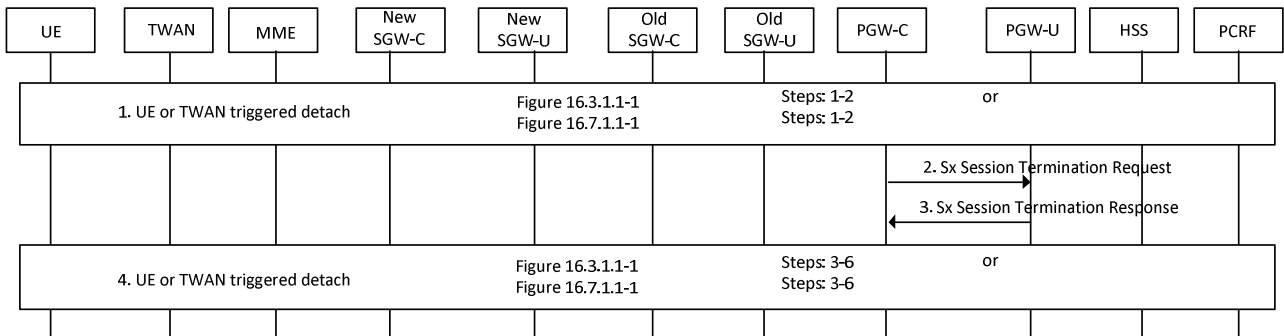 UE
TWAN
MME
New
SGW-C
New
SGW-U
Old
SGW-C
Old
SGW-U
PGW-C
PGW-U
HSS
PCRF
1. UE or TWAN triggered detach
Figure 16.3.1.1-1 Steps: 1-2 or
Figure 16.7.1.1-1 Steps: 1-2
2. Sx Session Termination Request
3. Sx Session Termination Response
4. UE or TWAN triggered detach
Figure 16.3.1.1-1 Steps: 3-6 or
Figure 16.7.1.1-1 Steps: 3-6